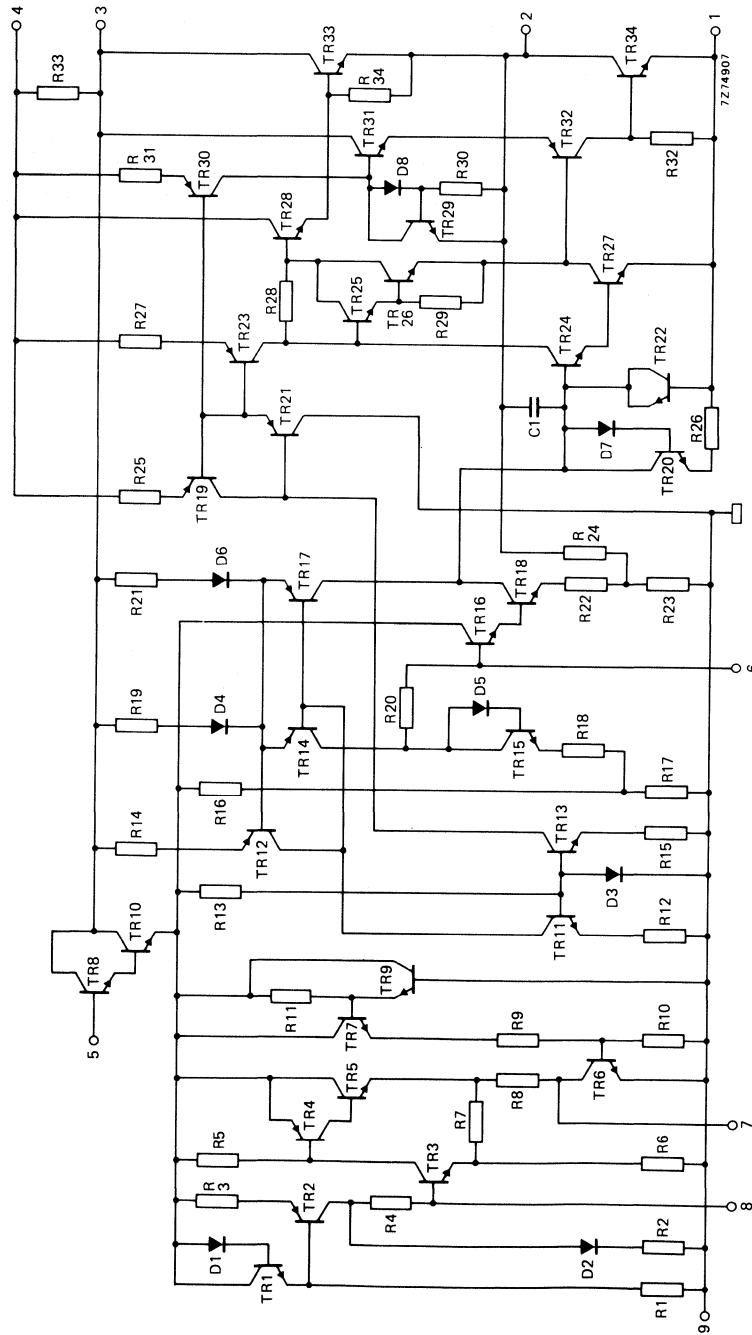 4
R33
3
TR33
R
34
2
TR34
1
7Z74907
R
31
TR30
TR31
D8
R30
TR29
TR32
R32
TR28
R28
TR25
TR
26
R29
TR27
R27
TR23
TR24
TR22
TR21
C1
D7
R26
TR20
R25
TR19
R
24
R21
D6
TR17
TR18
R22
R23
TR16
6
R19
D4
R20
D5
TR14
TR15
R18
R17
R16
R14
TR12
TR13
R15
D3
R13
TR11
R12
TR10
TR8
5
TR9
R11
TR7
R9
R10
TR5
TR6
R8
7
TR4
R7
R5
TR3
R6
R
3
TR2
R4
8
D1
TR1
D2
R2
R1
9